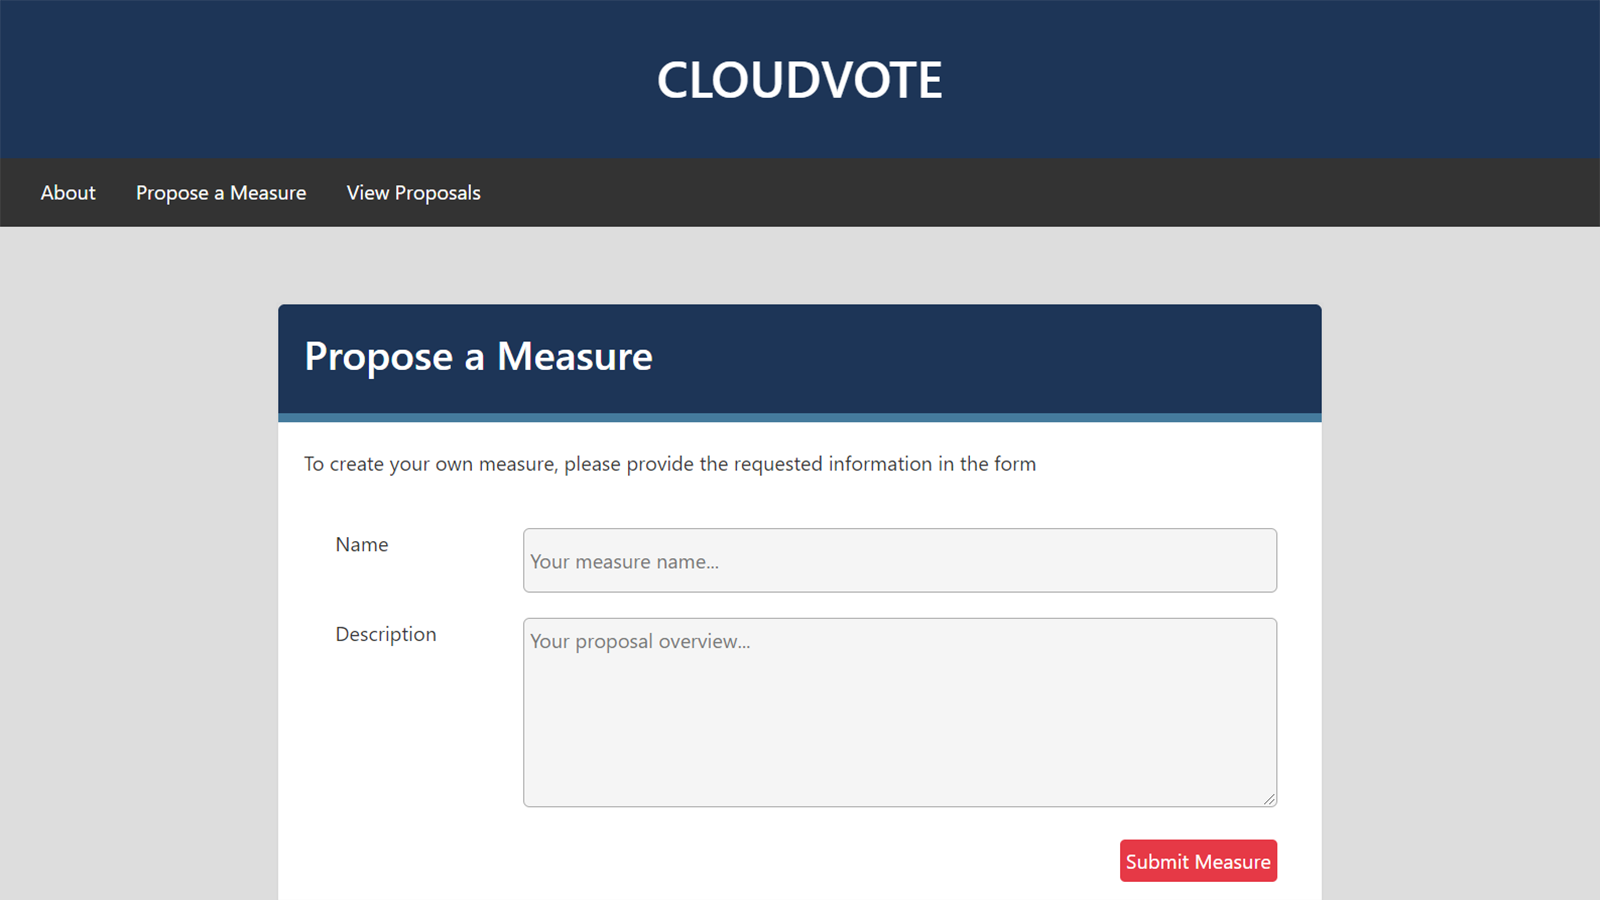 CLOUDVOTE
About Propose a Measure View Proposals
Propose a Measure
To create your own measure, please provide the requested information in the form
Name
Your measure name...
Description
Your proposal overview...
Submit Measure